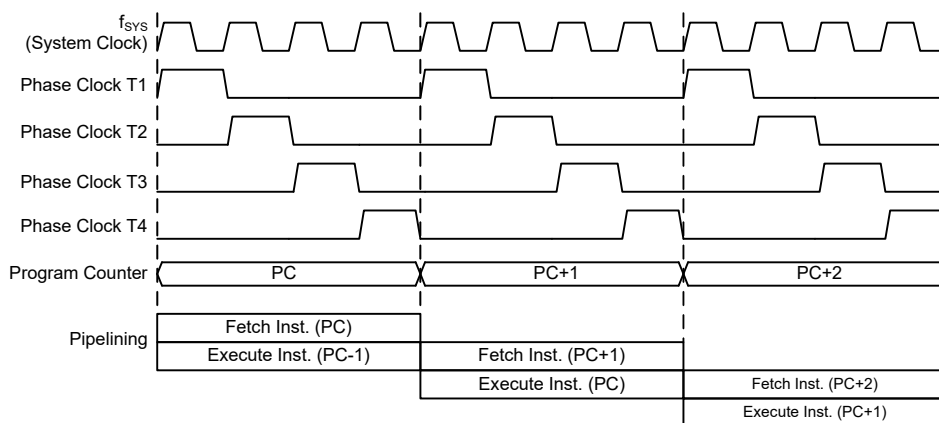 fSYS
(System Clock)
Phase Clock T1
Phase Clock T2
Phase Clock T3
Phase Clock T4
Program Counter PC PC+1 PC+2
Pipelining
Fetch Inst. (PC)
Execute Inst. (PC-1) Fetch Inst. (PC+1)
Execute Inst. (PC) Fetch Inst. (PC+2)
Execute Inst. (PC+1)